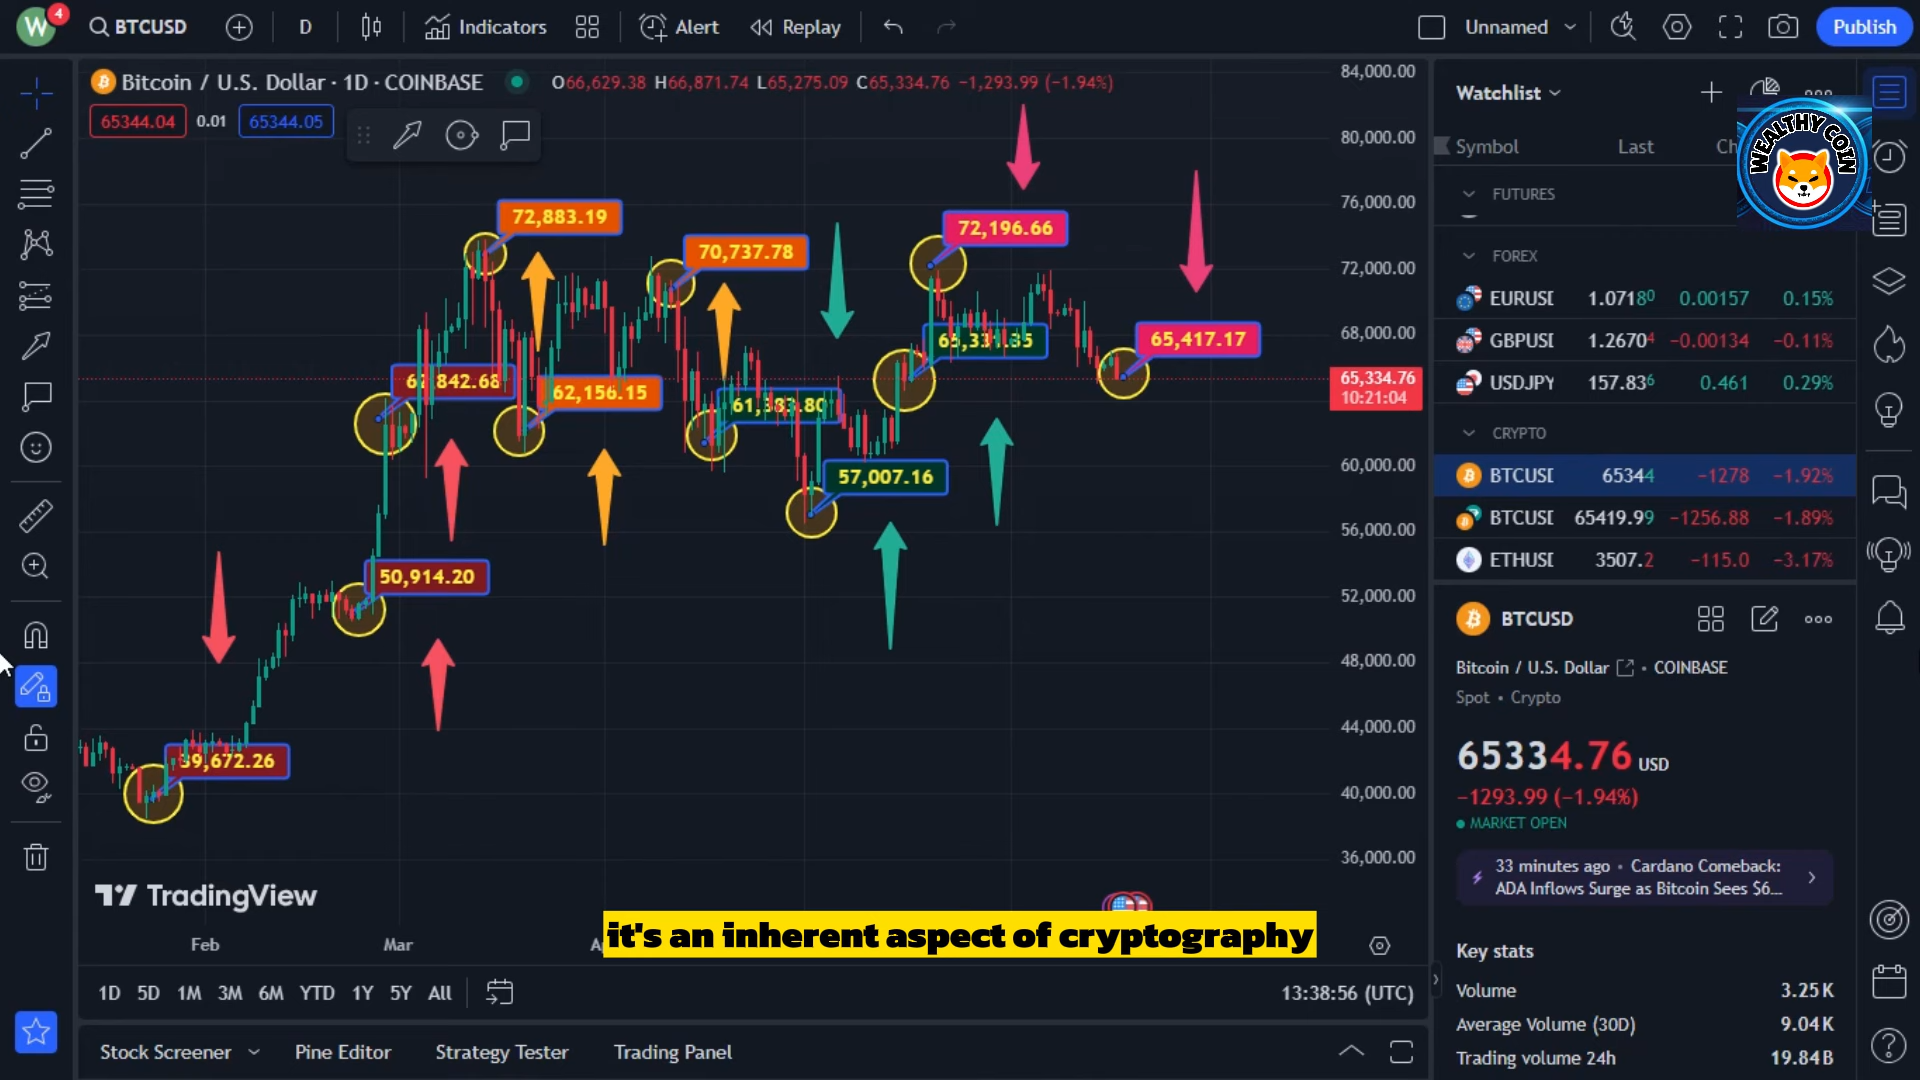 W
4
BTCUSD
D
Indicators
Alert
Replay
Unnamed
Publish
Bitcoin / U.S. Dollar · 1D · COINBASE
O66,629.38 H66,871.74 L65,275.09 C65,334.76 −1,293.99 (−1.94%)
65344.04
0.01
65344.05
84,000.00
80,000.00
76,000.00
72,000.00
68,000.00
65,334.76
10:21:04
60,000.00
56,000.00
52,000.00
48,000.00
44,000.00
40,000.00
36,000.00
72,883.19
70,737.78
72,196.66
65,417.17
62,156.15
57,007.16
50,914.20
39,672.26
TradingView
it's an inherent aspect of cryptography
Feb
Mar
1D 5D 1M 3M 6M YTD 1Y 5Y All
13:38:56 (UTC)
Stock Screener
Pine Editor
Strategy Tester
Trading Panel
Watchlist
WEALTHY COIN
Symbol
Last
Ch
FUTURES
FOREX
EURUSD 1.07180 0.00157 0.15%
GBPUSD 1.26704 −0.00134 −0.11%
USDJPY 157.836 0.461 0.29%
CRYPTO
BTCUSD 65344 −1278 −1.92%
BTCUSD 65419.99 −1256.88 −1.89%
ETHUSD 3507.2 −115.0 −3.17%
BTCUSD
Bitcoin / U.S. Dollar • COINBASE
Spot • Crypto
65334.76 USD
−1293.99 (−1.94%)
MARKET OPEN
33 minutes ago • Cardano Comeback:
ADA Inflows Surge as Bitcoin Sees $6...
Key stats
Volume 3.25K
Average Volume (30D) 9.04K
Trading volume 24h 19.84B